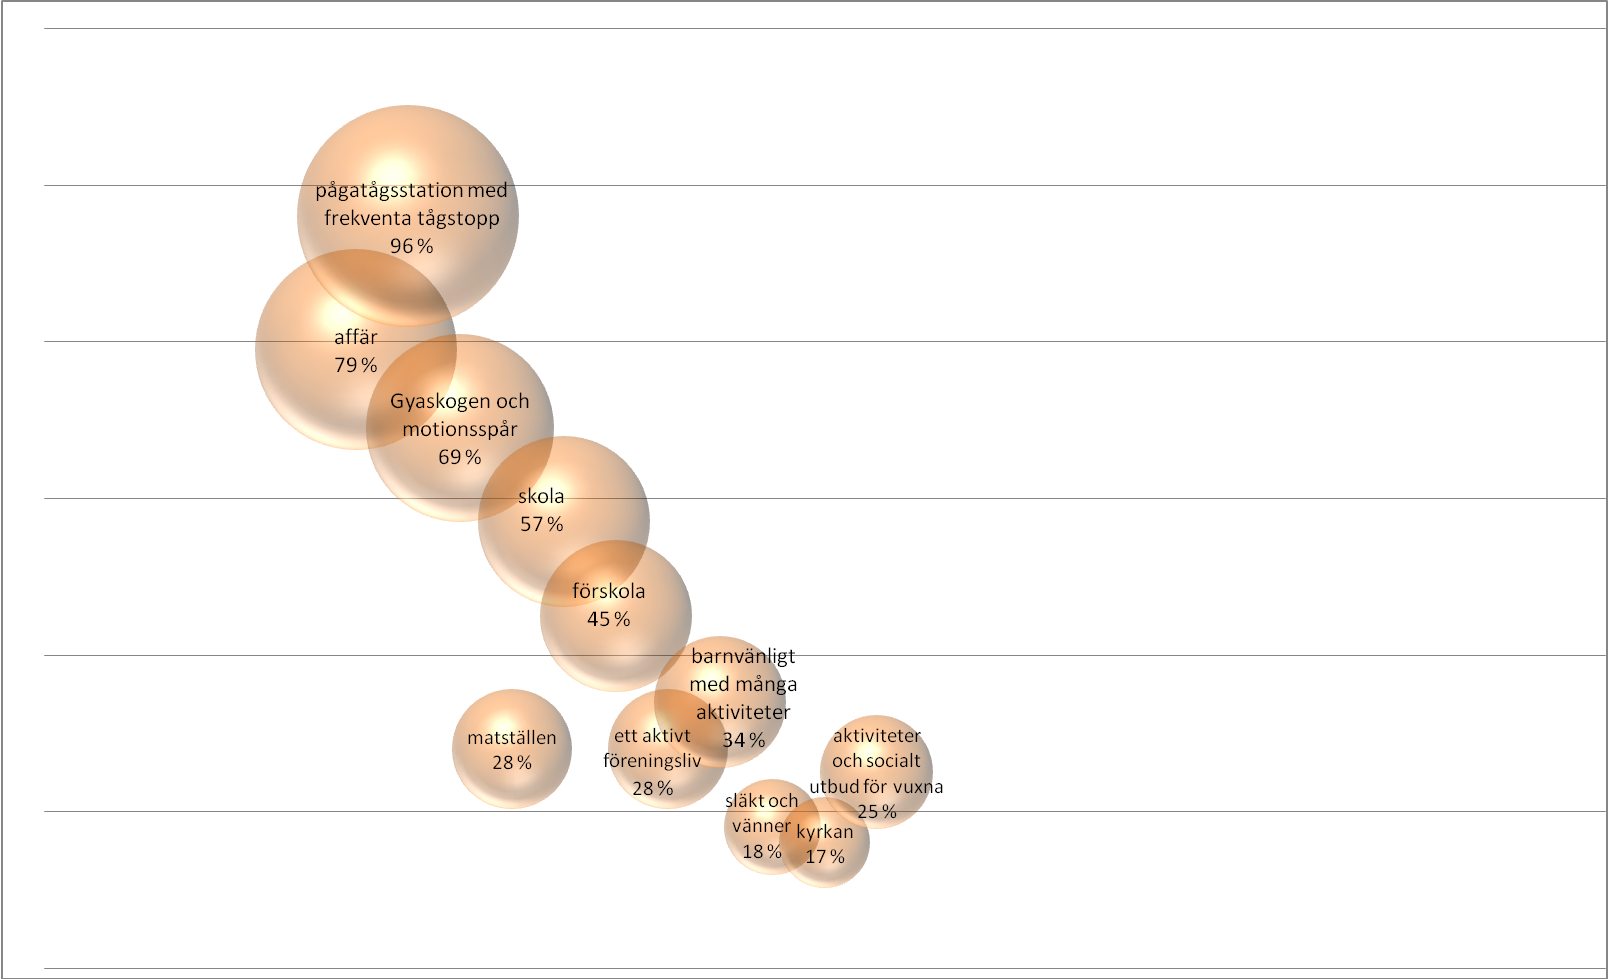 pågatågsstation med
frekventa tågstopp
96 %
affär
79 %
Gyaskogen och
motionsspår
69 %
skola
57 %
förskola
45 %
barnvänligt
med många
aktiviteter
34 %
matställen
28 %
ett aktivt
föreningsliv
28 %
aktiviteter
och socialt
utbud för vuxna
25 %
släkt och
vänner
18 %
kyrkan
17 %